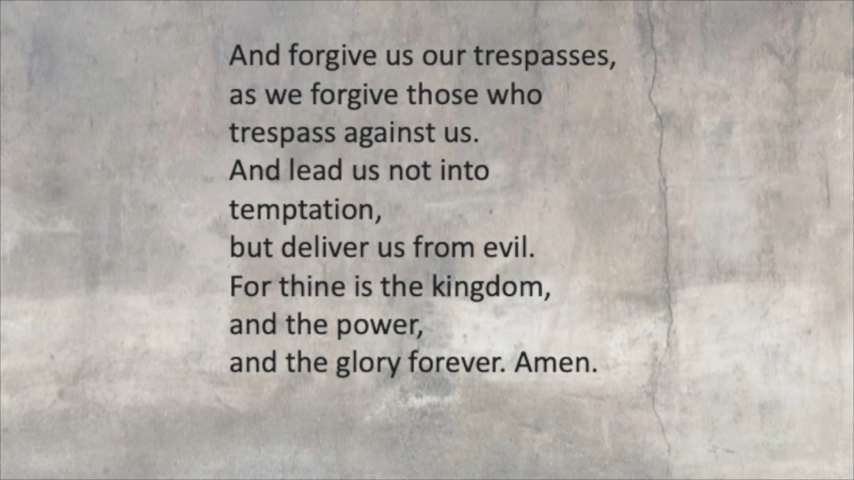 And forgive us our trespasses,
as we forgive those who
trespass against us.
And lead us not into
temptation,
but deliver us from evil.
For thine is the kingdom,
and the power,
and the glory forever. Amen.